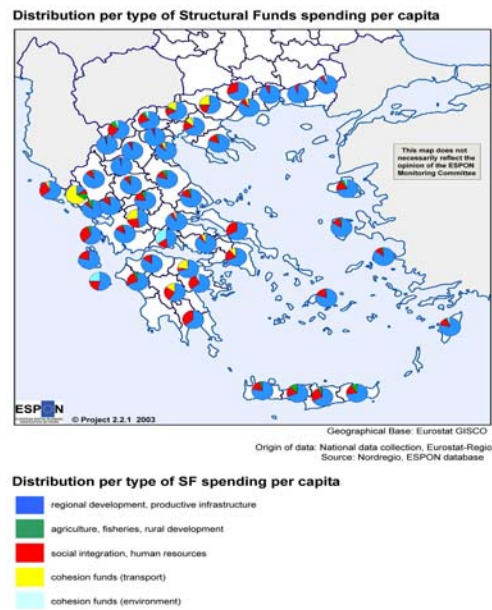 Distribution per type of Structural Funds spending per capita
This map does not
necessarily reflect the
opinion of the ESPON
Monitoring Committee
ESPON
© Project 2.2.1 2003
Geographical Base: Eurostat GISCO
Origin of data: National data collection, Eurostat-Regio
Source: Nordregio, ESPON database
Distribution per type of SF spending per capita
regional development, productive infrastructure
agriculture, fisheries, rural development
social integration, human resources
cohesion funds (transport)
cohesion funds (environment)